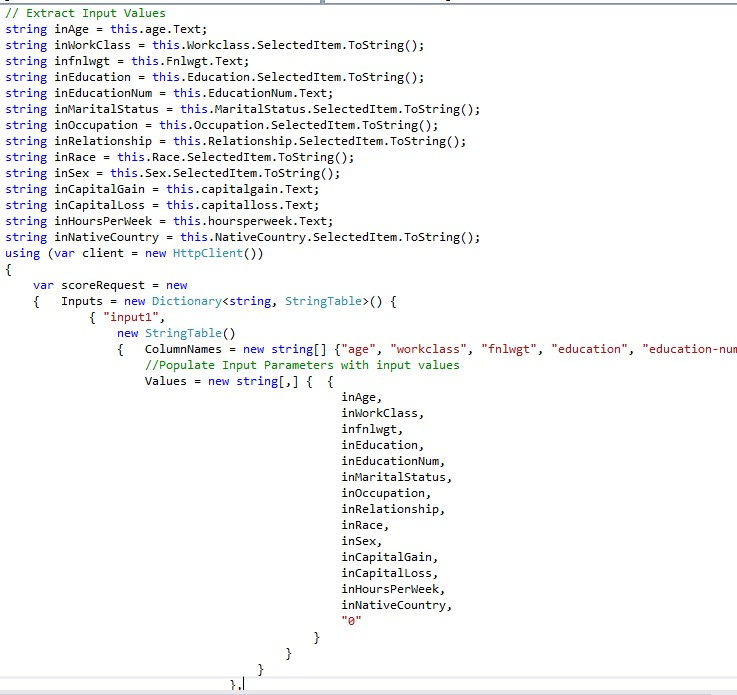 // Extract Input Values
string inAge = this.age.Text;
string inWorkClass = this.Workclass.SelectedItem.ToString();
string infnlwgt = this.Fnlwgt.Text;
string inEducation = this.Education.SelectedItem.ToString();
string inEducationNum = this.EducationNum.Text;
string inMaritalStatus = this.MaritalStatus.SelectedItem.ToString();
string inOccupation = this.Occupation.SelectedItem.ToString();
string inRelationship = this.Relationship.SelectedItem.ToString();
string inRace = this.Race.SelectedItem.ToString();
string inSex = this.Sex.SelectedItem.ToString();
string inCapitalGain = this.capitalgain.Text;
string inCapitalLoss = this.capitalloss.Text;
string inHoursPerWeek = this.hoursperweek.Text;
string inNativeCountry = this.NativeCountry.SelectedItem.ToString();
using (var client = new HttpClient())
{
    var scoreRequest = new
    {   Inputs = new Dictionary<string, StringTable>() {
            { "input1",
                new StringTable()
                {   ColumnNames = new string[] {"age", "workclass", "fnlwgt", "education", "education-num
                    //Populate Input Parameters with input values
                    Values = new string[,] {  {
                                                inAge,
                                                inWorkClass,
                                                infnlwgt,
                                                inEducation,
                                                inEducationNum,
                                                inMaritalStatus,
                                                inOccupation,
                                                inRelationship,
                                                inRace,
                                                inSex,
                                                inCapitalGain,
                                                inCapitalLoss,
                                                inHoursPerWeek,
                                                inNativeCountry,
                                                "0"
                                            }
                                        }
                                    }
                                },